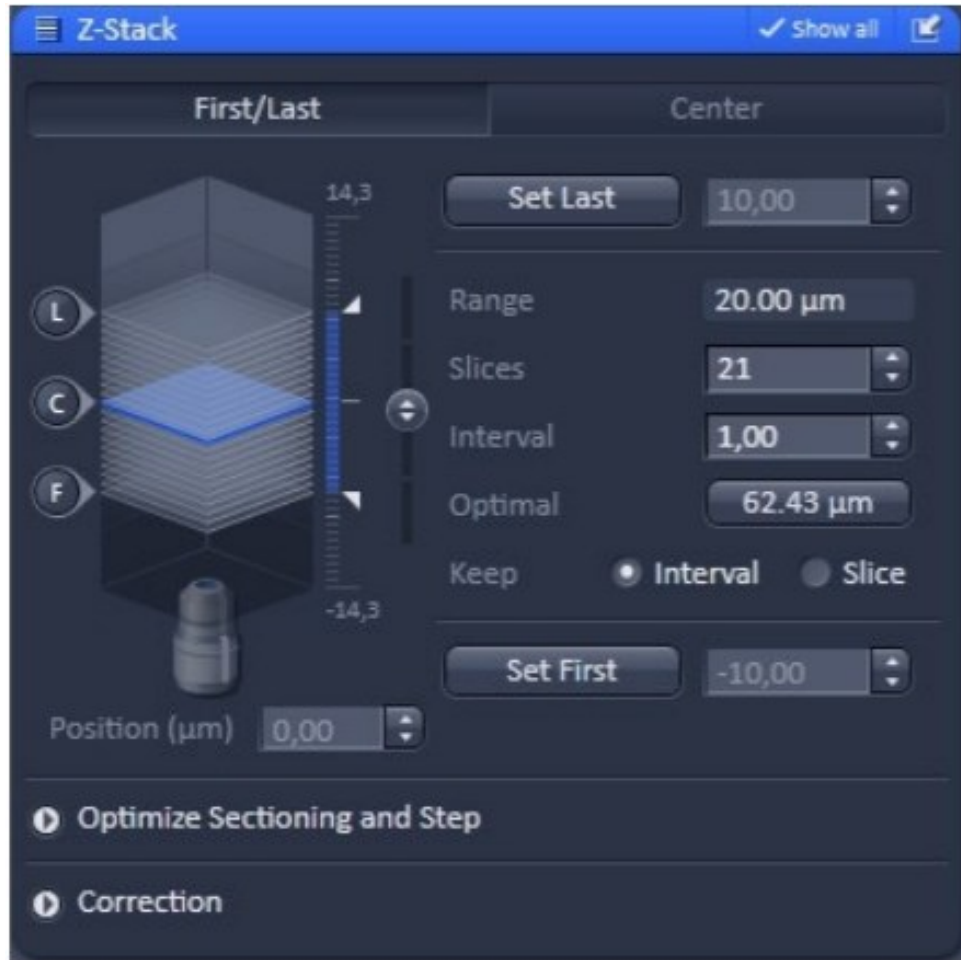 Z-Stack Show all
First/Last Center
14,3
Set Last 10,00
L
Range 20.00 µm
Slices 21
C
Interval 1,00
F
Optimal 62.43 µm
Keep Interval Slice
-14,3
Set First -10,00
Position (µm) 0,00
Optimize Sectioning and Step
Correction